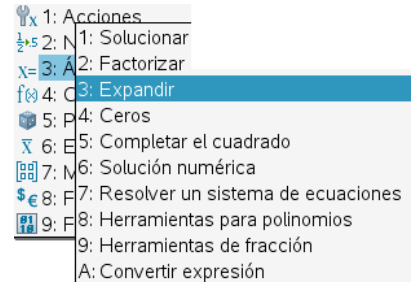 1: Acciones
2: N
3: Á
4: C
5: P
6: E
7: M
8: F
9: F
1: Solucionar
2: Factorizar
3: Expandir
4: Ceros
5: Completar el cuadrado
6: Solución numérica
7: Resolver un sistema de ecuaciones
8: Herramientas para polinomios
9: Herramientas de fracción
A: Convertir expresión